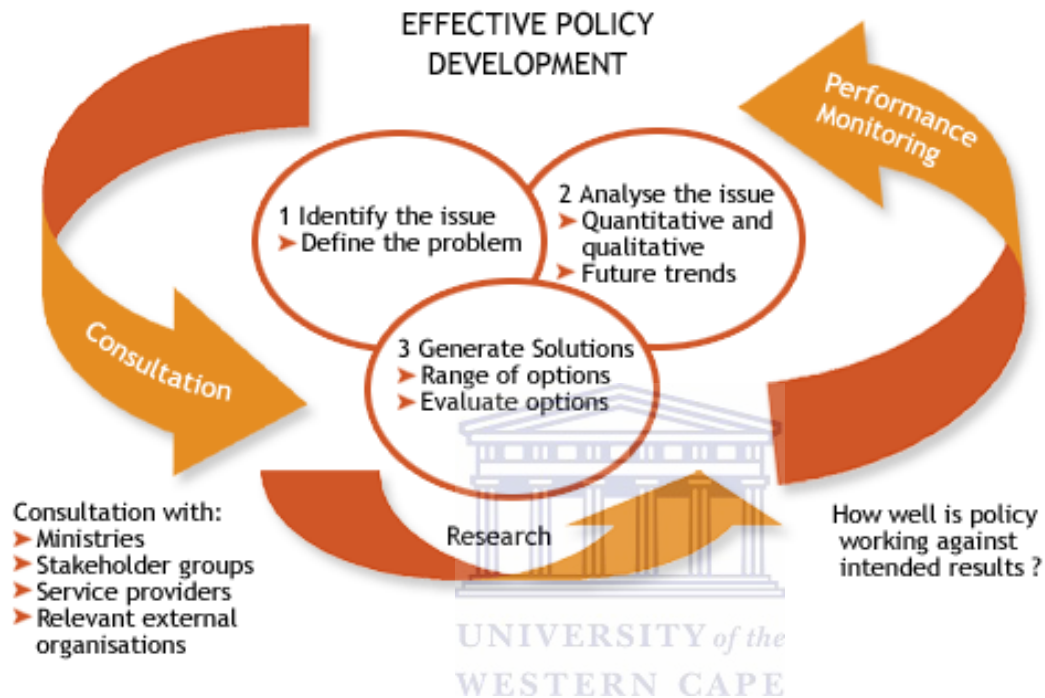 EFFECTIVE POLICY
DEVELOPMENT
Performance
Monitoring
1 Identify the issue
Define the problem
2 Analyse the issue
Quantitative and
qualitative
Future trends
3 Generate Solutions
Range of options
Evaluate options
Consultation
Consultation with:
Ministries
Stakeholder groups
Service providers
Relevant external
organisations
Research
How well is policy
working against
intended results ?
UNIVERSITY of the
WESTERN CAPE